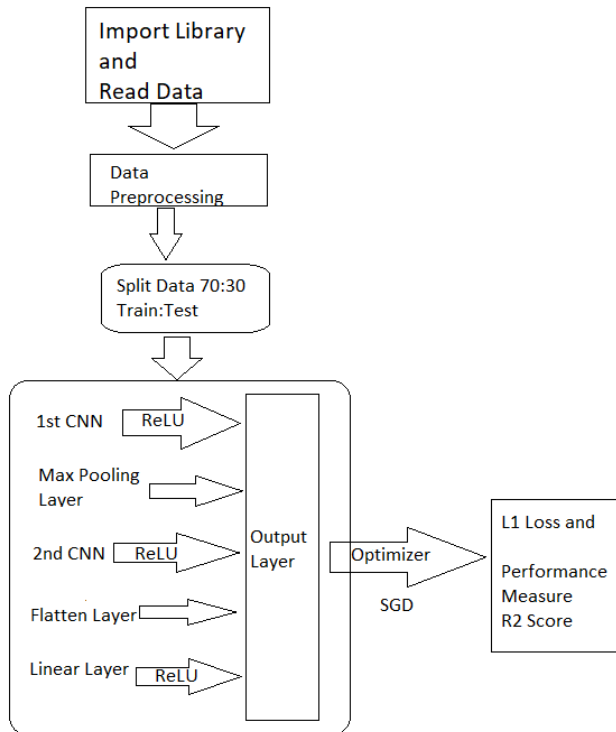 Import Library
and
Read Data
Data
Preprocessing
Split Data 70:30
Train:Test
1st CNN
ReLU
Max Pooling
Layer
2nd CNN
ReLU
Flatten Layer
Linear Layer
ReLU
Output
Layer
Optimizer
SGD
L1 Loss and
Performance
Measure
R2 Score